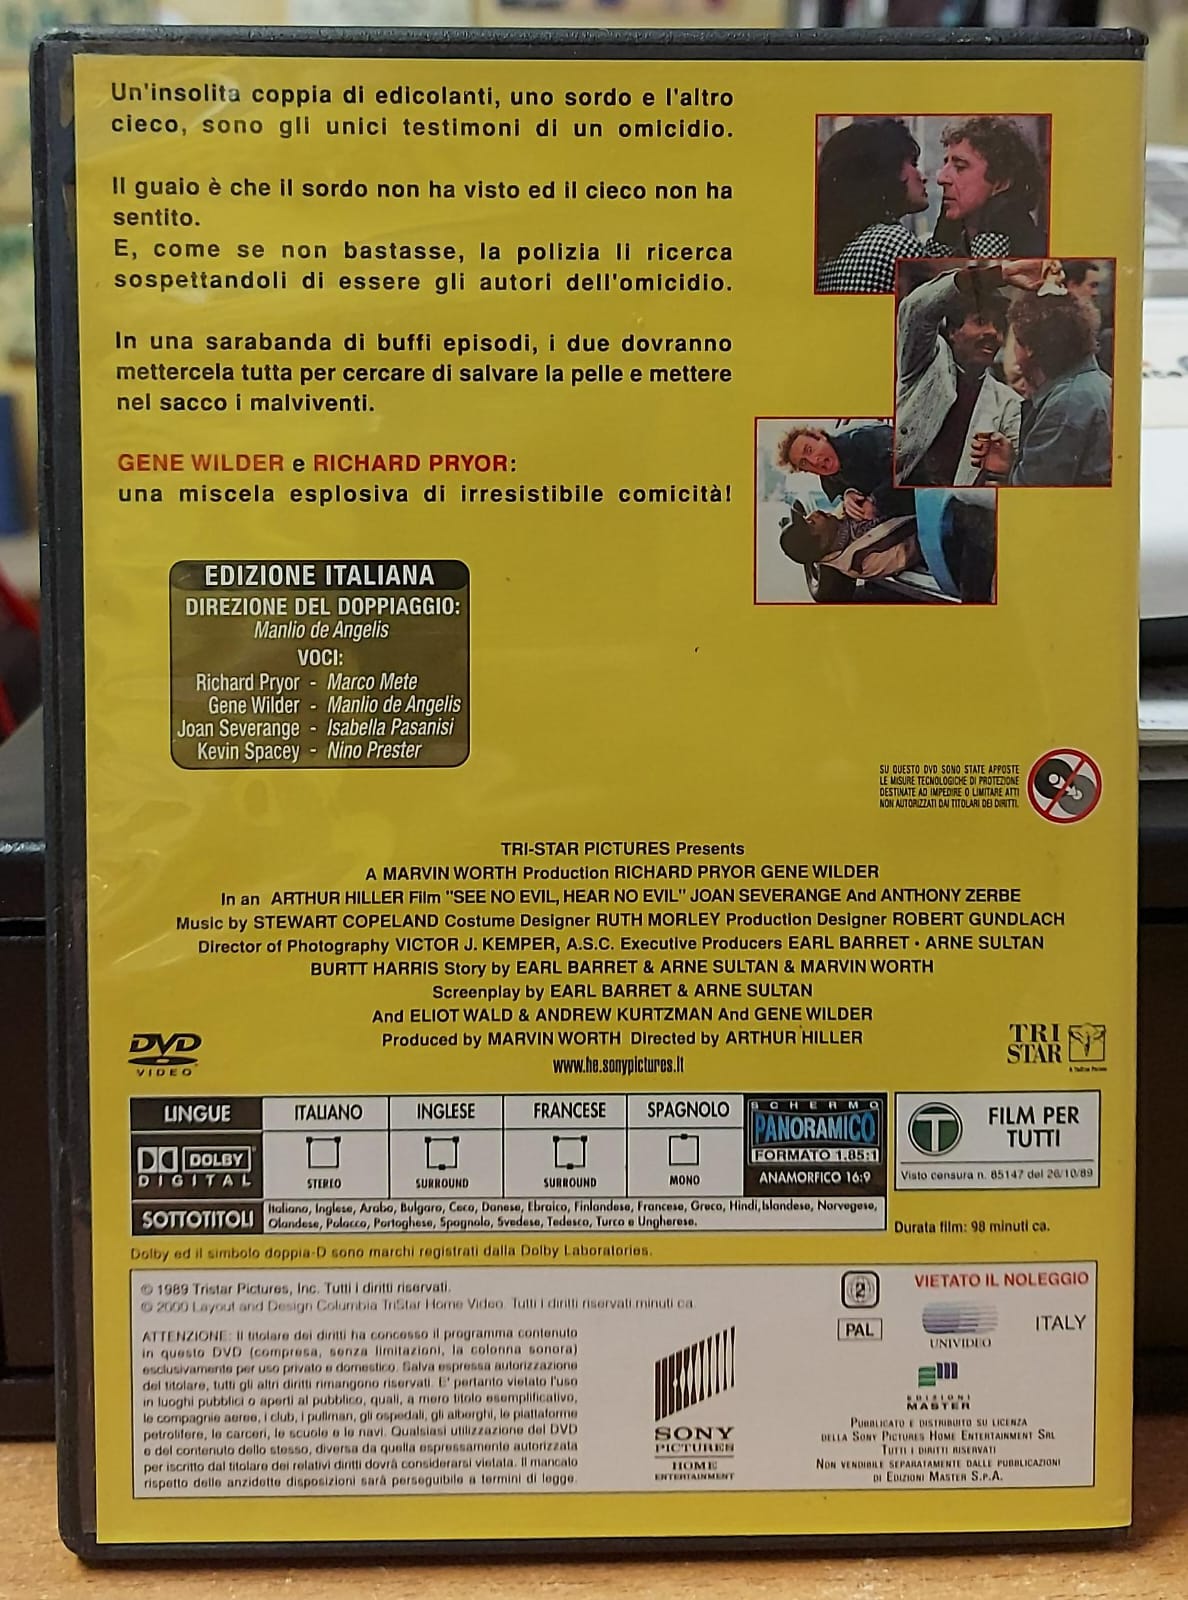 Un'insolita coppia di edicolanti, uno sordo e l'altro
cieco, sono gli unici testimoni di un omicidio.
Il guaio è che il sordo non ha visto ed il cieco non ha
sentito.
E, come se non bastasse, la polizia li ricerca
sospettandoli di essere gli autori dell'omicidio.
In una sarabanda di buffi episodi, i due dovranno
mettercela tutta per cercare di salvare la pelle e mettere
nel sacco i malviventi.
GENE WILDER e RICHARD PRYOR:
una miscela esplosiva di irresistibile comicità!
EDIZIONE ITALIANA
DIREZIONE DEL DOPPIAGGIO:
Manlio de Angelis
VOCI:
Richard Pryor - Marco Mete
Gene Wilder - Manlio de Angelis
Joan Severange - Isabella Pasanisi
Kevin Spacey - Nino Prester
SU QUESTO DVD SONO STATE APPOSTE
LE MISURE TECNOLOGICHE DI PROTEZIONE
DESTINATE AD IMPEDIRE O LIMITARE ATTI
NON AUTORIZZATI DAI TITOLARI DEI DIRITTI.
TRI-STAR PICTURES Presents
A MARVIN WORTH Production RICHARD PRYOR GENE WILDER
In an ARTHUR HILLER Film "SEE NO EVIL, HEAR NO EVIL" JOAN SEVERANGE And ANTHONY ZERBE
Music by STEWART COPELAND Costume Designer RUTH MORLEY Production Designer ROBERT GUNDLACH
Director of Photography VICTOR J. KEMPER, A.S.C. Executive Producers EARL BARRET • ARNE SULTAN
BURTT HARRIS Story by EARL BARRET & ARNE SULTAN & MARVIN WORTH
Screenplay by EARL BARRET & ARNE SULTAN
And ELIOT WALD & ANDREW KURTZMAN And GENE WILDER
Produced by MARVIN WORTH Directed by ARTHUR HILLER
www.he.sonypictures.it
DVD
VIDEO
TRI
STAR
LINGUE
ITALIANO INGLESE FRANCESE SPAGNOLO
DOLBY
DIGITAL
STEREO SURROUND SURROUND MONO
SCHERMO
PANORAMICO
FORMATO 1.85:1
ANAMORFICO 16:9
T
FILM PER
TUTTI
Visto censura n. 85147 del 26/10/89
SOTTOTITOLI
Italiano, Inglese, Arabo, Bulgaro, Ceco, Danese, Ebraico, Finlandese, Francese, Greco, Hindi, Islandese, Norvegese,
Olandese, Polacco, Portoghese, Spagnolo, Svedese, Tedesco, Turco e Ungherese.
Durata film: 98 minuti ca.
Dolby ed il simbolo doppia-D sono marchi registrati dalla Dolby Laboratories.
© 1989 Tristar Pictures, Inc. Tutti i diritti riservati.
© 2000 Layout and Design Columbia TriStar Home Video. Tutti i diritti riservati minuti ca.
ATTENZIONE: Il titolare dei diritti ha concesso il programma contenuto
in questo DVD (compresa, senza limitazioni, la colonna sonora)
esclusivamente per uso privato e domestico. Salva espressa autorizzazione
del titolare, tutti gli altri diritti rimangono riservati. E' pertanto vietato l'uso
in luoghi pubblici o aperti al pubblico, quali, a mero titolo esemplificativo,
le compagnie aeree, i club, i pullman, gli ospedali, gli alberghi, le piattaforme
petrolifere, le carceri, le scuole e le navi. Qualsiasi utilizzazione del DVD
e del contenuto dello stesso, diversa da quella espressamente autorizzata
per iscritto dal titolare dei relativi diritti dovrà considerarsi vietata. Il mancato
rispetto delle anzidette disposizioni sarà perseguibile a termini di legge.
SONY
PICTURES
HOME
ENTERTAINMENT
2
PAL
VIETATO IL NOLEGGIO
UNIVIDEO
ITALY
EDIZIONI
MASTER
PUBBLICATO E DISTRIBUITO SU LICENZA
DELLA SONY PICTURES HOME ENTERTAINMENT SRL
TUTTI I DIRITTI RISERVATI
NON VENDIBILE SEPARATAMENTE DALLE PUBBLICAZIONI
DI EDIZIONI MASTER S.P.A.